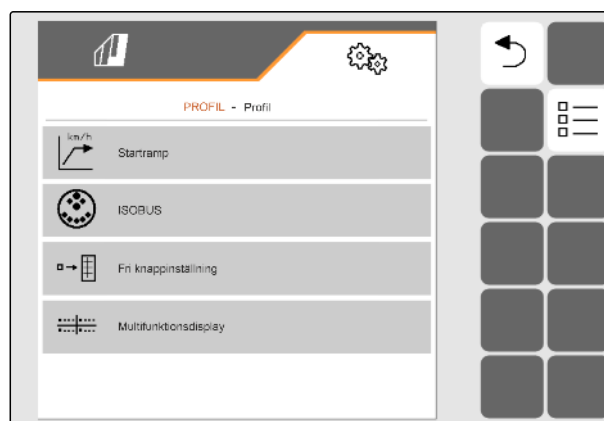 PROFIL - Profil
km/h
Startramp
ISOBUS
Fri knappinställning
Multifunktionsdisplay